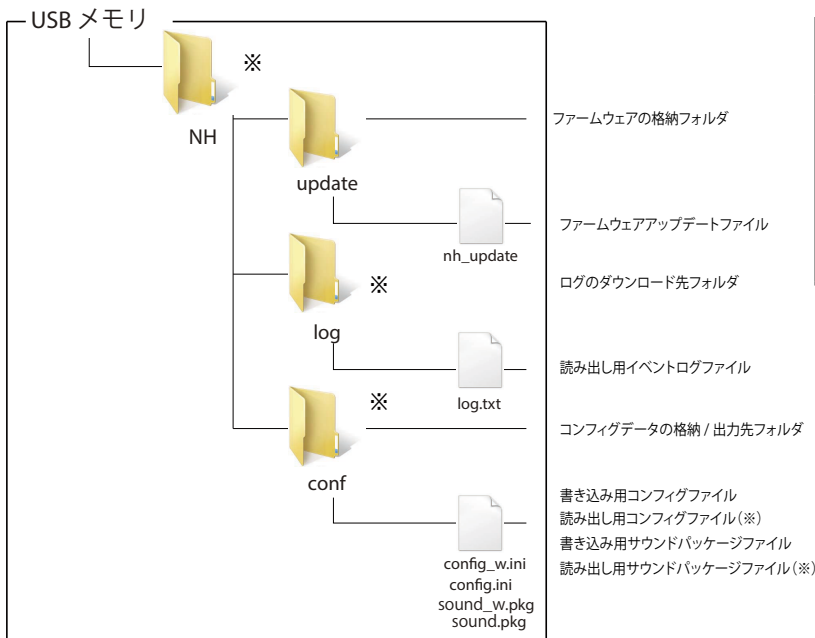 USB メモリ
※
NH
ファームウェアの格納フォルダ
update
ファームウェアアップデートファイル
nh_update
※
ログのダウンロード先フォルダ
log
読み出し用イベントログファイル
log.txt
※
コンフィグデータの格納 / 出力先フォルダ
conf
書き込み用コンフィグファイル
読み出し用コンフィグファイル(※)
書き込み用サウンドパッケージファイル
読み出し用サウンドパッケージファイル(※)
config_w.ini
config.ini
sound_w.pkg
sound.pkg